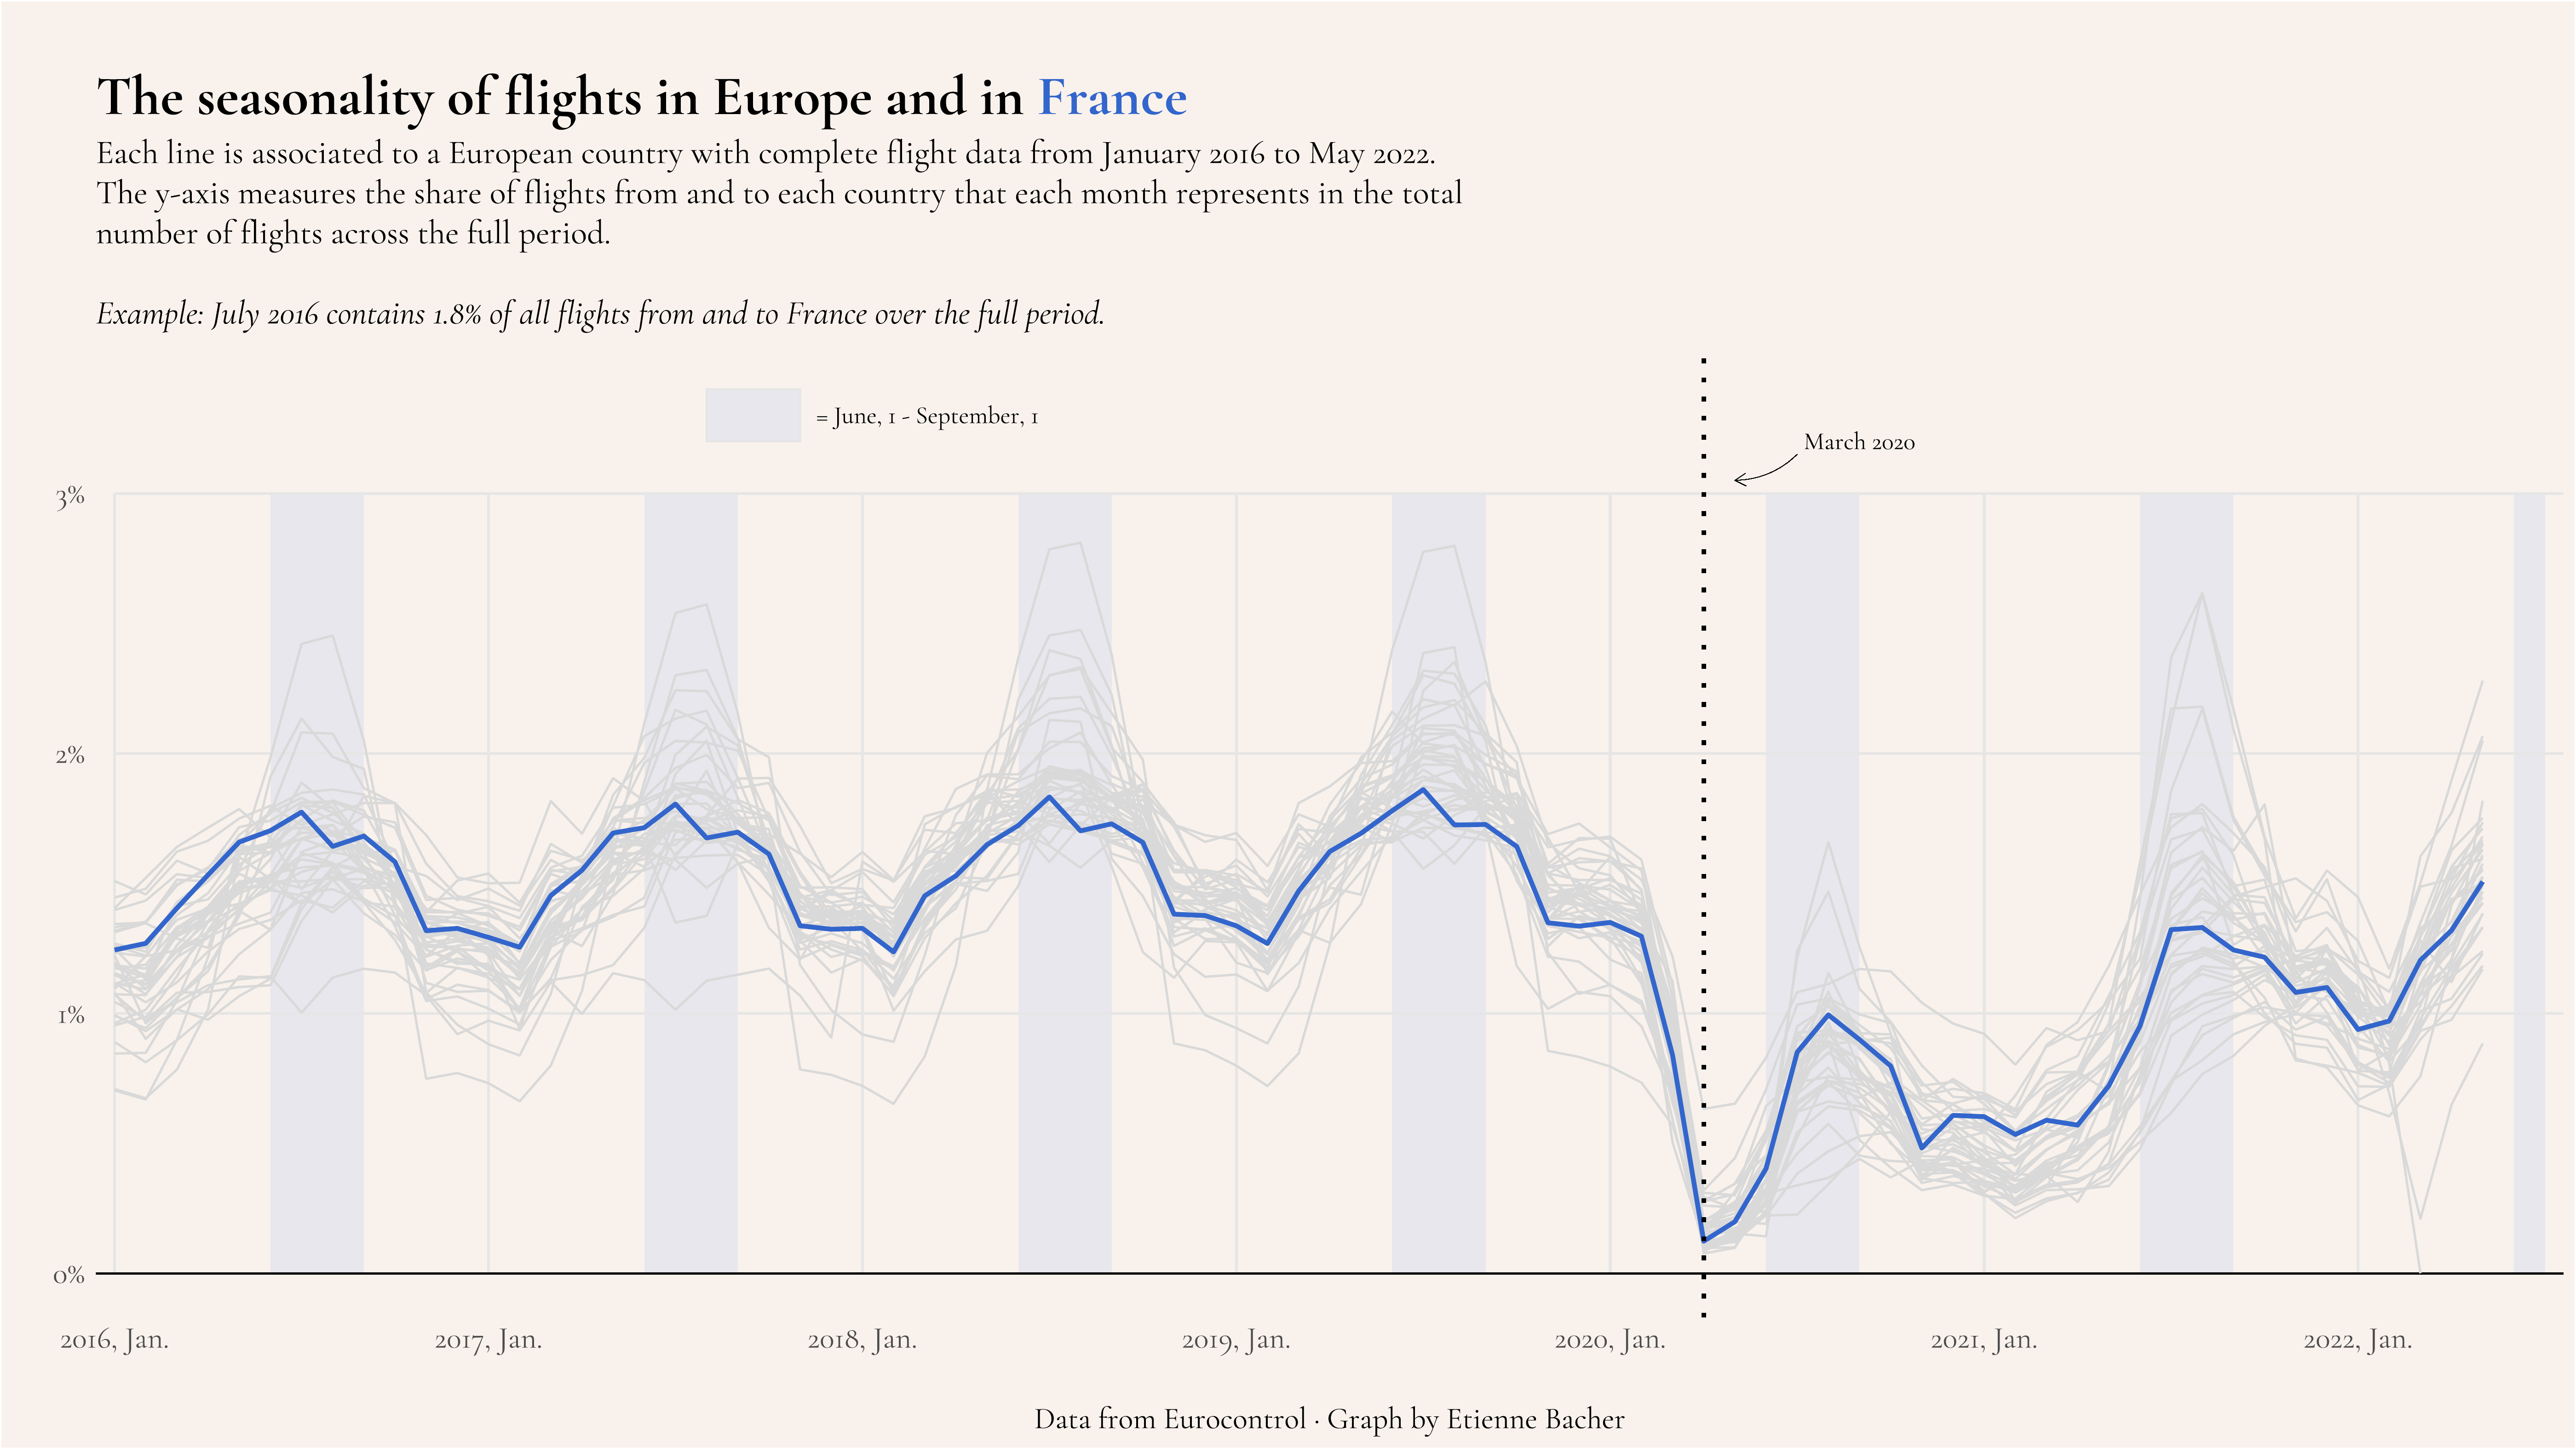 The seasonality of flights in Europe and in France
Each line is associated to a European country with complete flight data from January 2016 to May 2022.
The y-axis measures the share of flights from and to each country that each month represents in the total
number of flights across the full period.
Example: July 2016 contains 1.8% of all flights from and to France over the full period.
= June, 1 - September, 1
March 2020
3%
2%
1%
0%
2016, Jan.
2017, Jan.
2018, Jan.
2019, Jan.
2020, Jan.
2021, Jan.
2022, Jan.
Data from Eurocontrol · Graph by Etienne Bacher